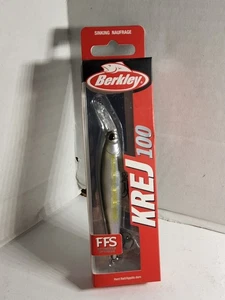 SINKING NAUFRAGE
Berkley
KREJ 100
FFS